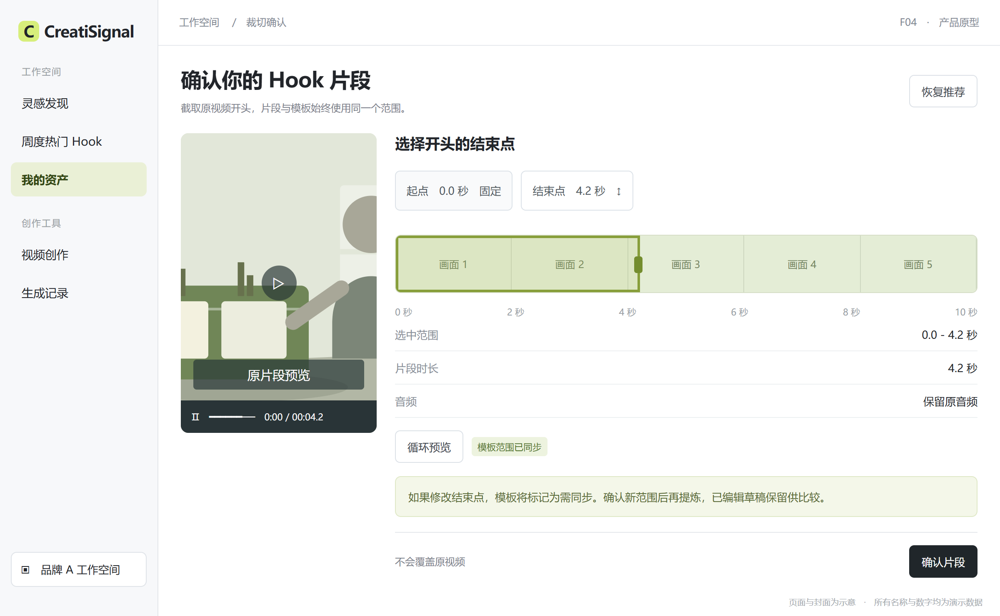 C CreatiSignal
工作空间
灵感发现
周度热门 Hook
我的资产
创作工具
视频创作
生成记录
品牌 A 工作空间
工作空间 / 裁切确认
F04 · 产品原型
确认你的 Hook 片段
截取原视频开头，片段与模板始终使用同一个范围。
恢复推荐
原片段预览
0:00 / 00:04.2
选择开头的结束点
起点 0.0 秒 固定
结束点 4.2 秒 ↕
画面 1 画面 2 画面 3 画面 4 画面 5
0 秒 2 秒 4 秒 6 秒 8 秒 10 秒
选中范围 0.0 - 4.2 秒
片段时长 4.2 秒
音频 保留原音频
循环预览
模板范围已同步
如果修改结束点，模板将标记为需同步。确认新范围后再提炼，已编辑草稿保留供比较。
不会覆盖原视频
确认片段
页面与封面为示意 · 所有名称与数字均为演示数据